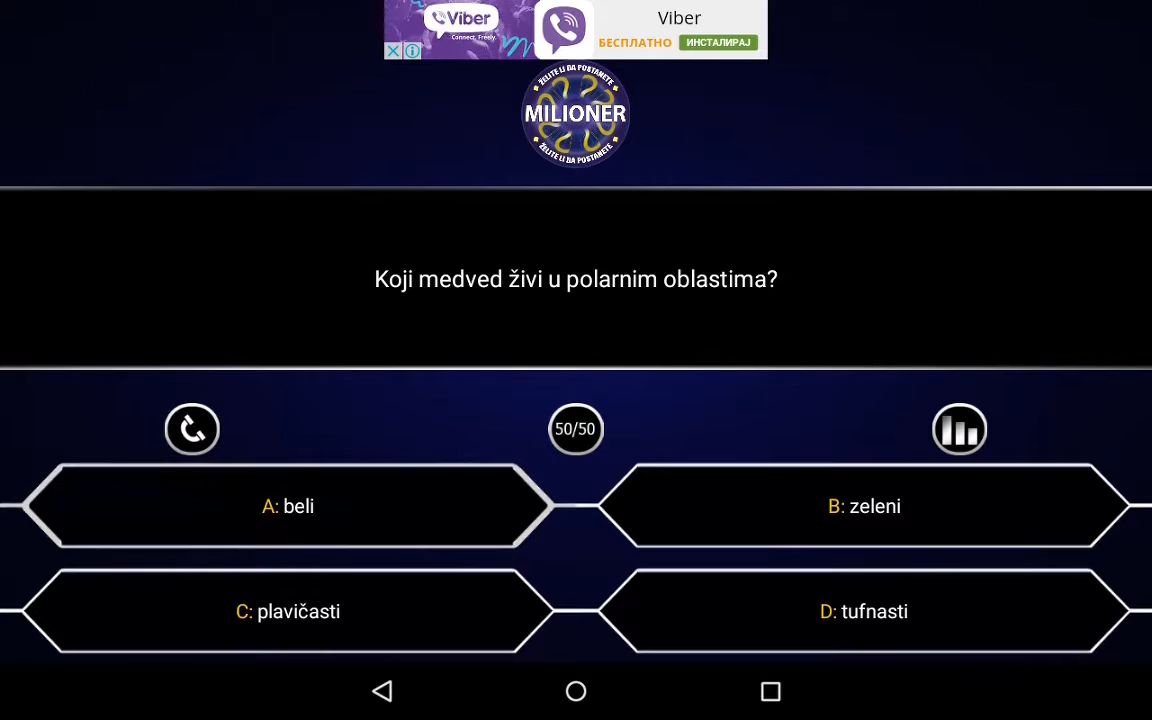 Viber
Connect. Freely.
Viber
БЕСПЛАТНО
ИНСТАЛИРАЈ
ŽELITE LI DA POSTANETE
MILIONER
ŽELITE LI DA POSTANETE
Koji medved živi u polarnim oblastima?
50/50
A: beli
B: zeleni
C: plavičasti
D: tufnasti